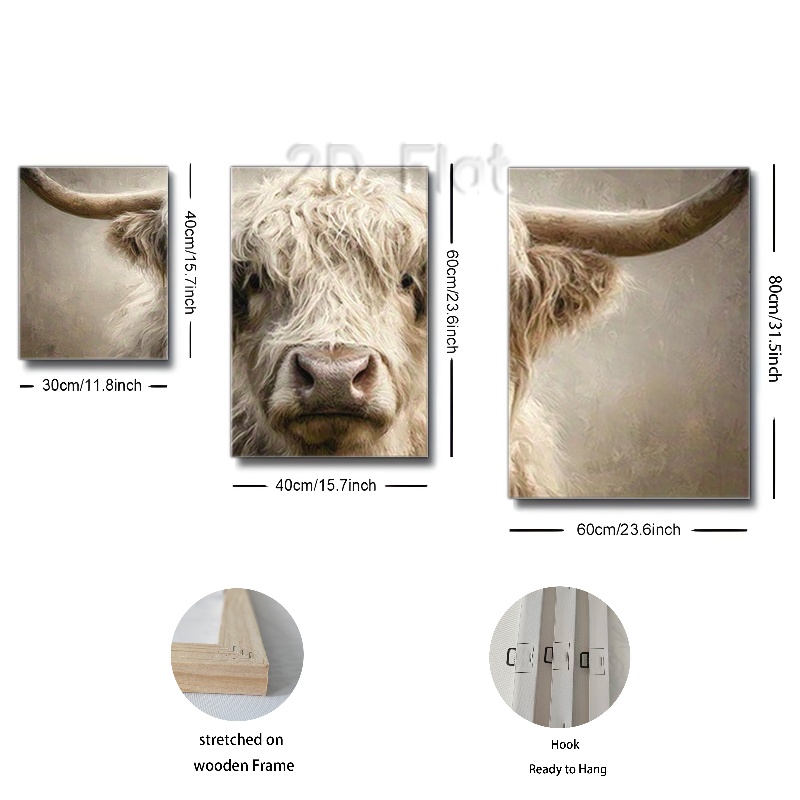 2D Flat
40cm/15.7inch
30cm/11.8inch
60cm/23.6inch
40cm/15.7inch
80cm/31.5inch
60cm/23.6inch
stretched on
wooden Frame
Hook
Ready to Hang